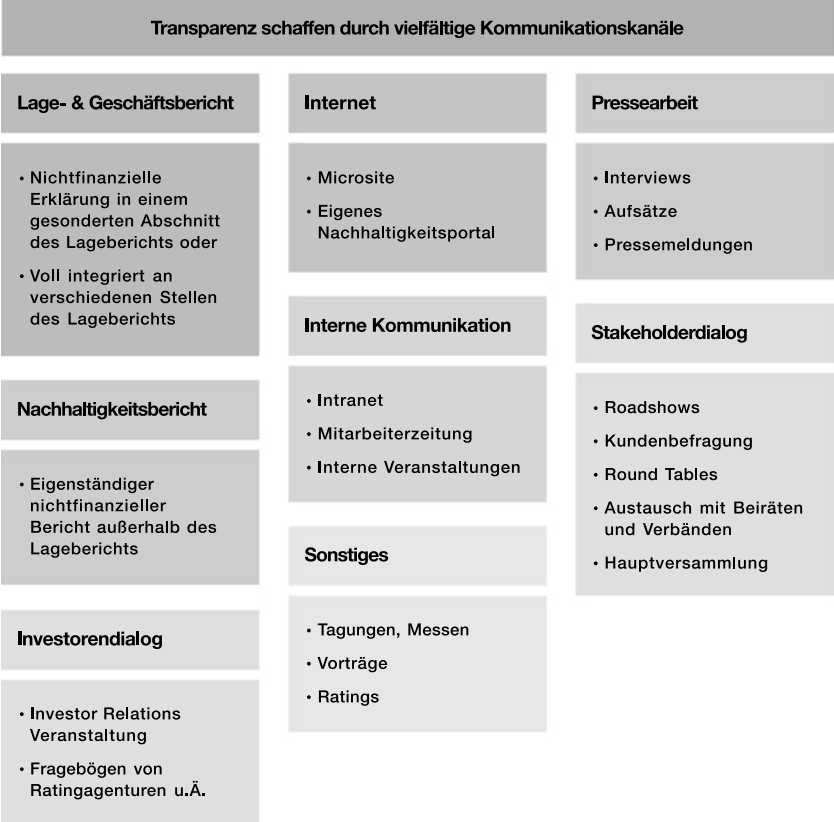 Transparenz schaffen durch vielfältige Kommunikationskanäle
Lage- & Geschäftsbericht
• Nichtfinanzielle
Erklärung in einem
gesonderten Abschnitt
des Lageberichts oder
• Voll integriert an
verschiedenen Stellen
des Lageberichts
Nachhaltigkeitsbericht
• Eigenständiger
nichtfinanzieller
Bericht außerhalb des
Lageberichts
Investorendialog
• Investor Relations
Veranstaltung
• Fragebögen von
Ratingagenturen u.Ä.
Internet
• Microsite
• Eigenes
Nachhaltigkeitsportal
Interne Kommunikation
• Intranet
• Mitarbeiterzeitung
• Interne Veranstaltungen
Sonstiges
• Tagungen, Messen
• Vorträge
• Ratings
Pressearbeit
• Interviews
• Aufsätze
• Pressemeldungen
Stakeholderdialog
• Roadshows
• Kundenbefragung
• Round Tables
• Austausch mit Beiräten
und Verbänden
• Hauptversammlung